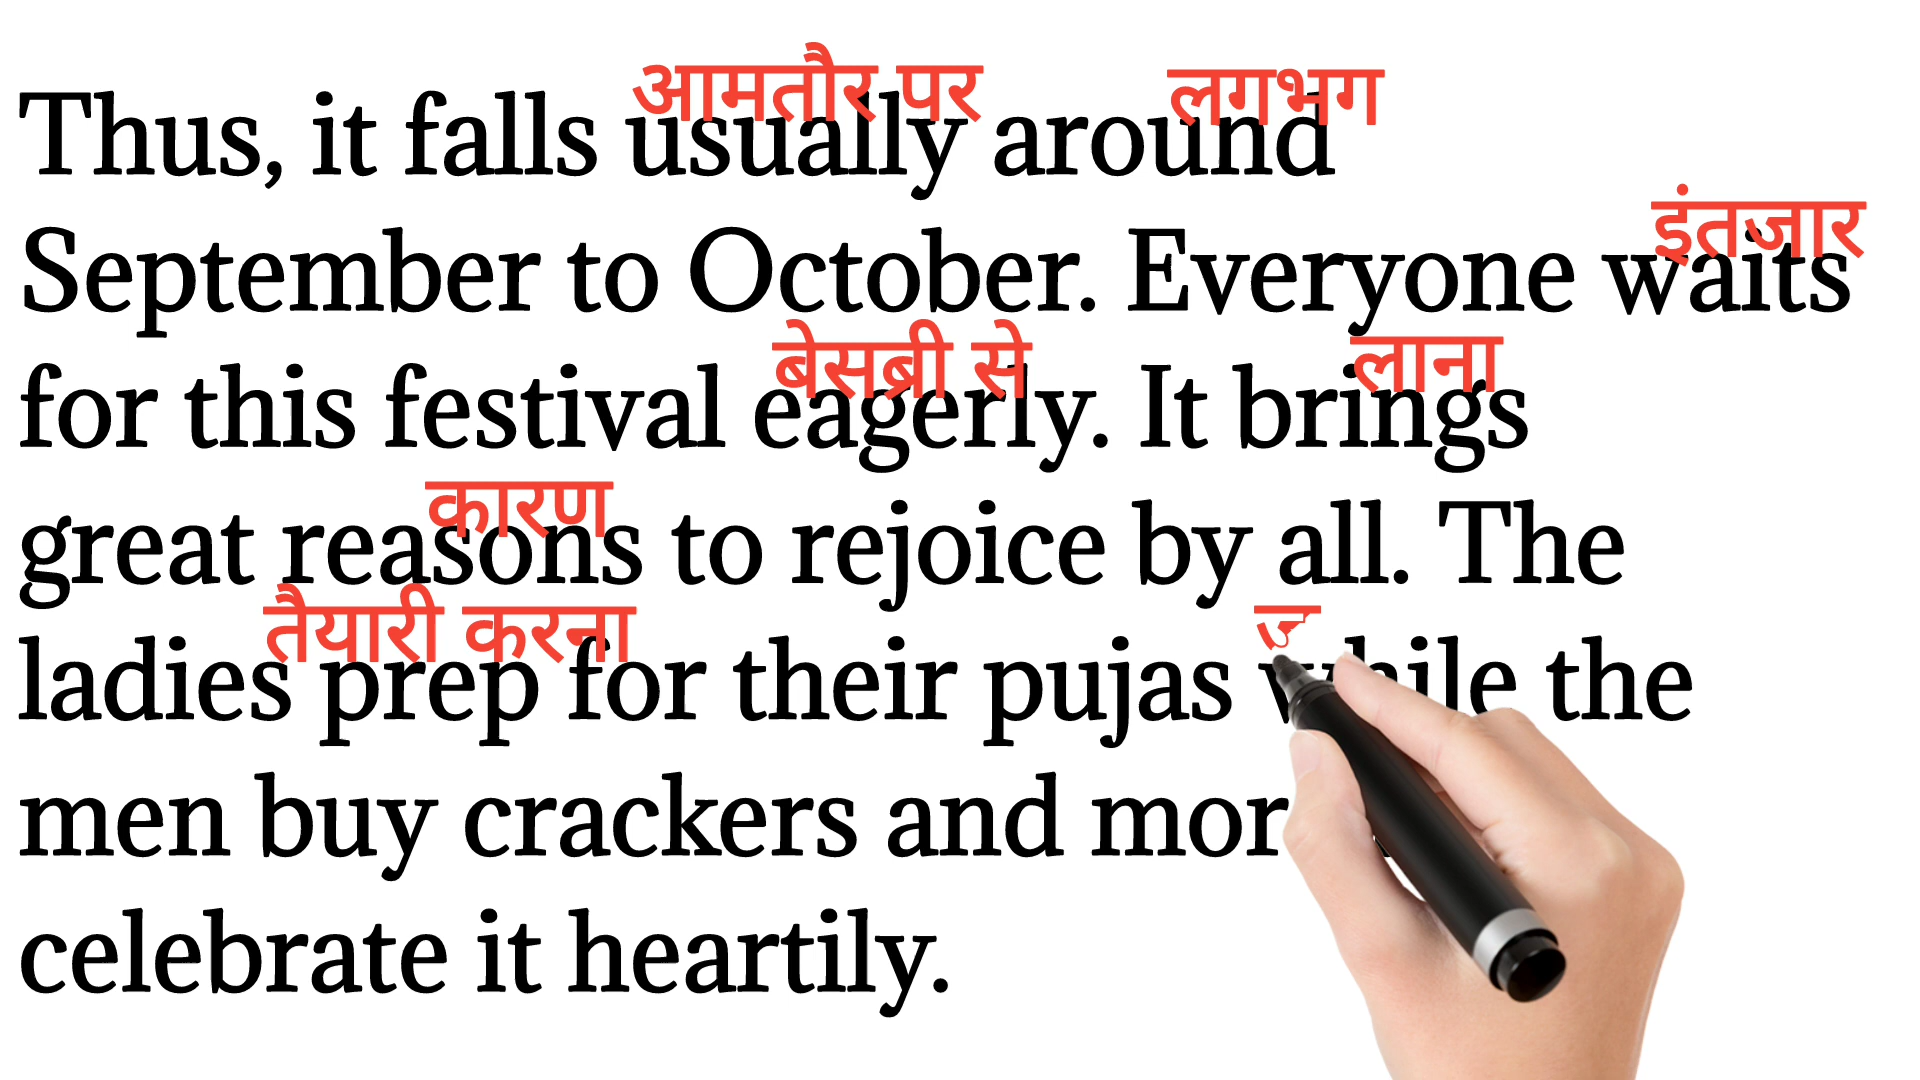 आमतौर पर लगभग
Thus, it falls usually around
इंतजार
September to October. Everyone waits
बेसब्री से लाना
for this festival eagerly. It brings
कारण
great reasons to rejoice by all. The
तैयारी करना
ladies prep for their pujas while the
men buy crackers and
celebrate it heartily.